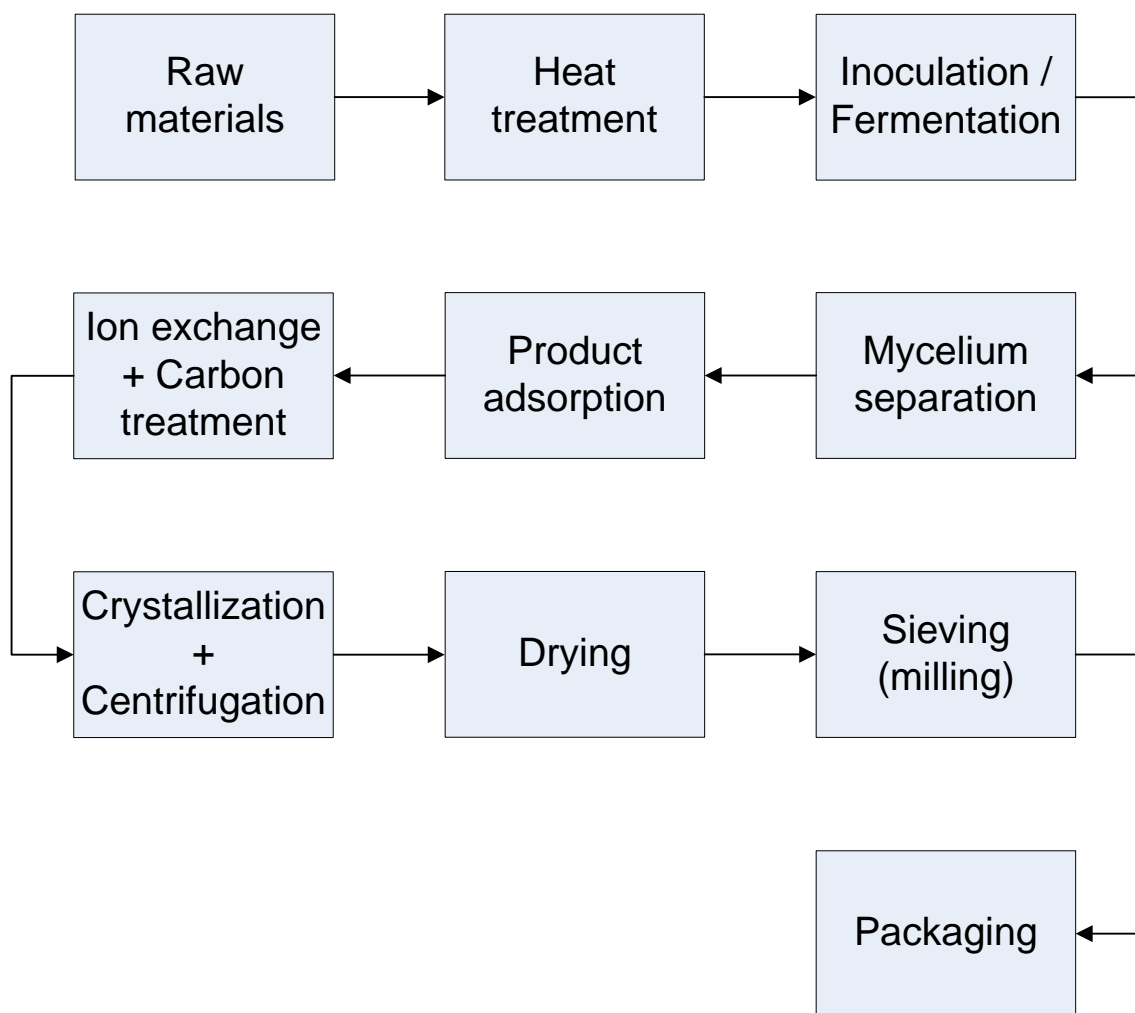 Raw
materials
Heat
treatment
Inoculation /
Fermentation
Mycelium
separation
Product
adsorption
Ion exchange
+ Carbon
treatment
Crystallization
+
Centrifugation
Drying
Sieving
(milling)
Packaging